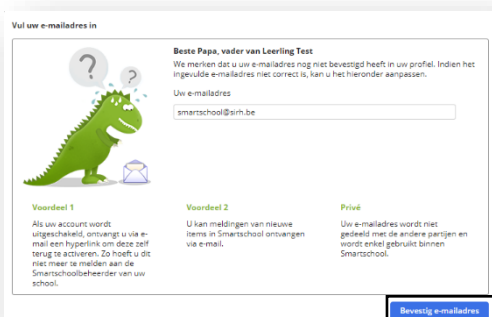 Vul uw e-mailadres in
?
?
Beste Papa, vader van Leerling Test
We merken dat u uw e-mailadres nog niet bevestigd heeft in uw profiel. Indien het
ingevulde e-mailadres niet correct is, kan u het hieronder aanpassen.
Uw e-mailadres
smartschool@sirh.be
Voordeel 1
Als uw account wordt
uitgeschakeld, ontvangt u via e-
mail een hyperlink om deze zelf
terug te activeren. Zo hoeft u dit
niet meer te melden aan de
Smartschoolbeheerder van uw
school.
Voordeel 2
U kan meldingen van nieuwe
items in Smartschool ontvangen
via e-mail.
Privé
Uw e-mailadres wordt niet
gedeeld met de andere partijen en
wordt enkel gebruikt binnen
Smartschool.
Bevestig e-mailadres